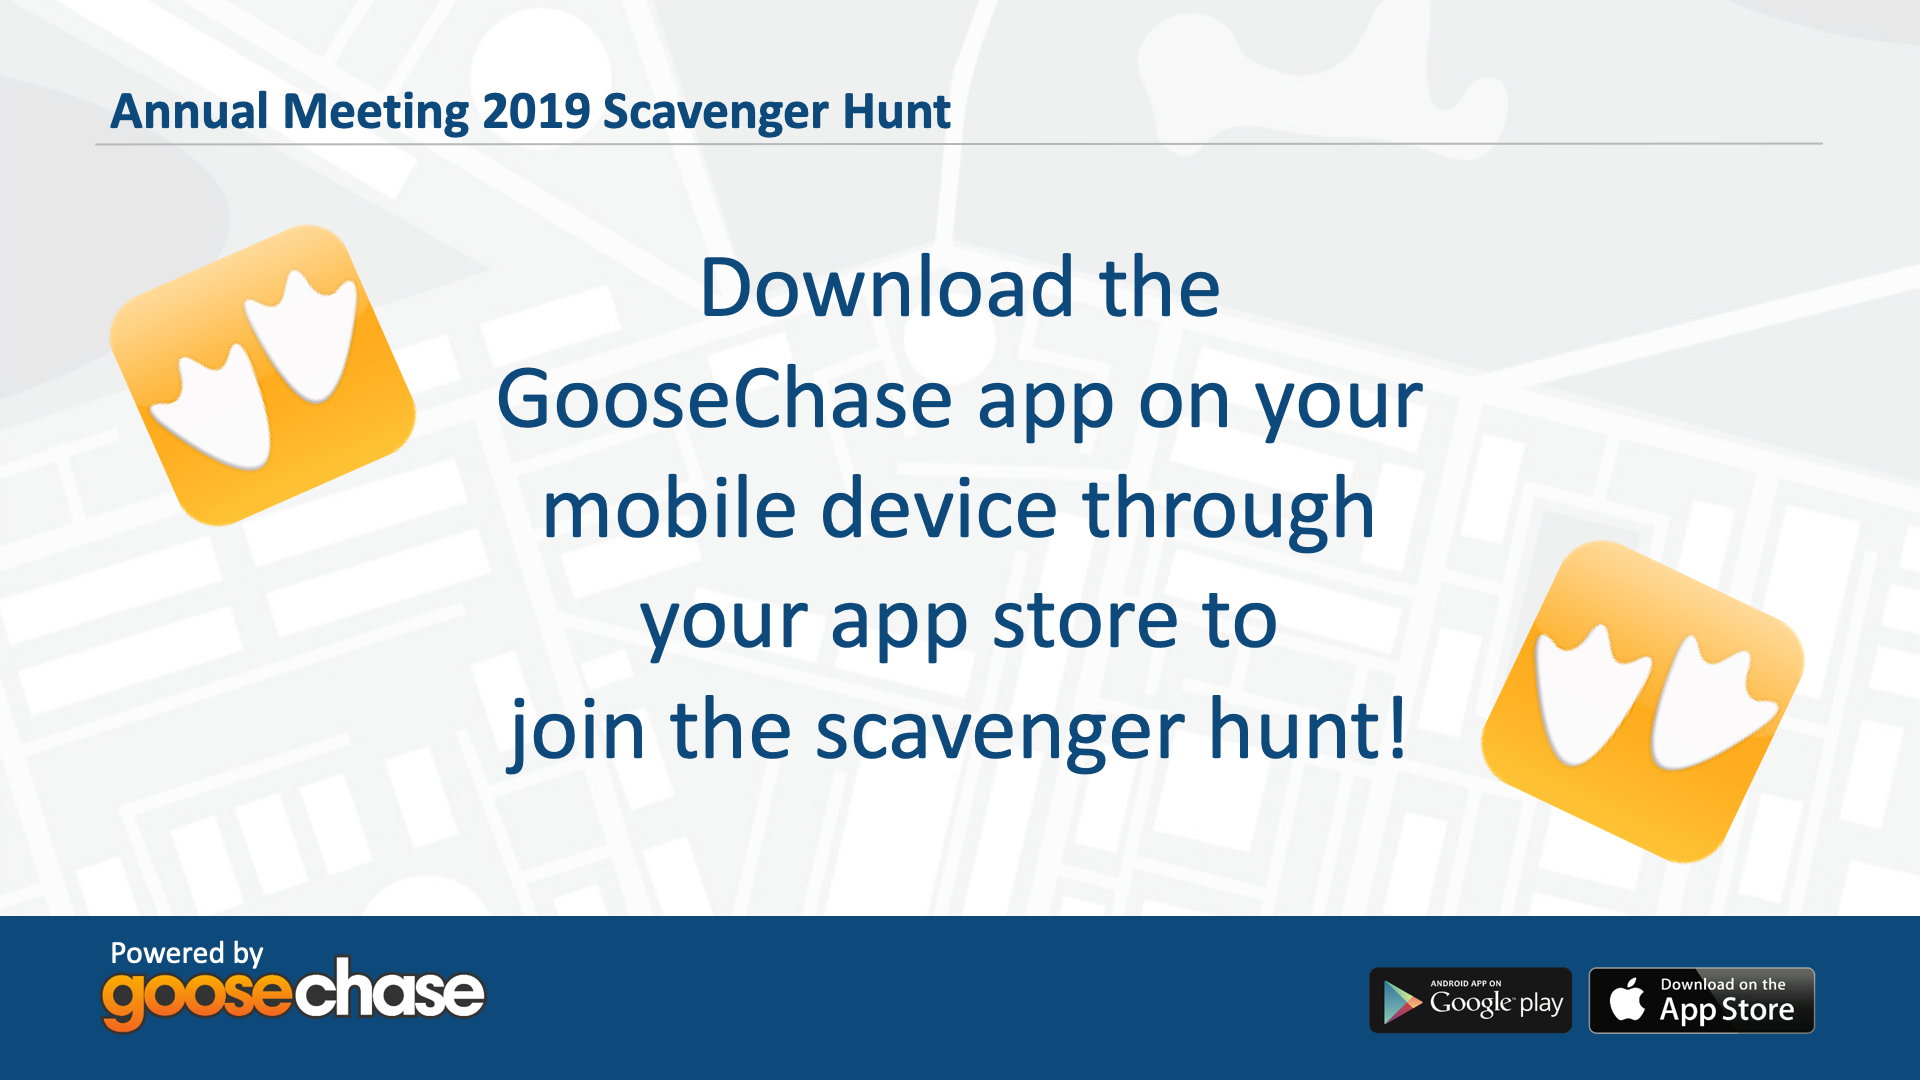 Annual Meeting 2019 Scavenger Hunt
Download the
GooseChase app on your
mobile device through
your app store to
join the scavenger hunt!
Powered by
goosechase
ANDROID APP ON
Google play
Download on the
App Store